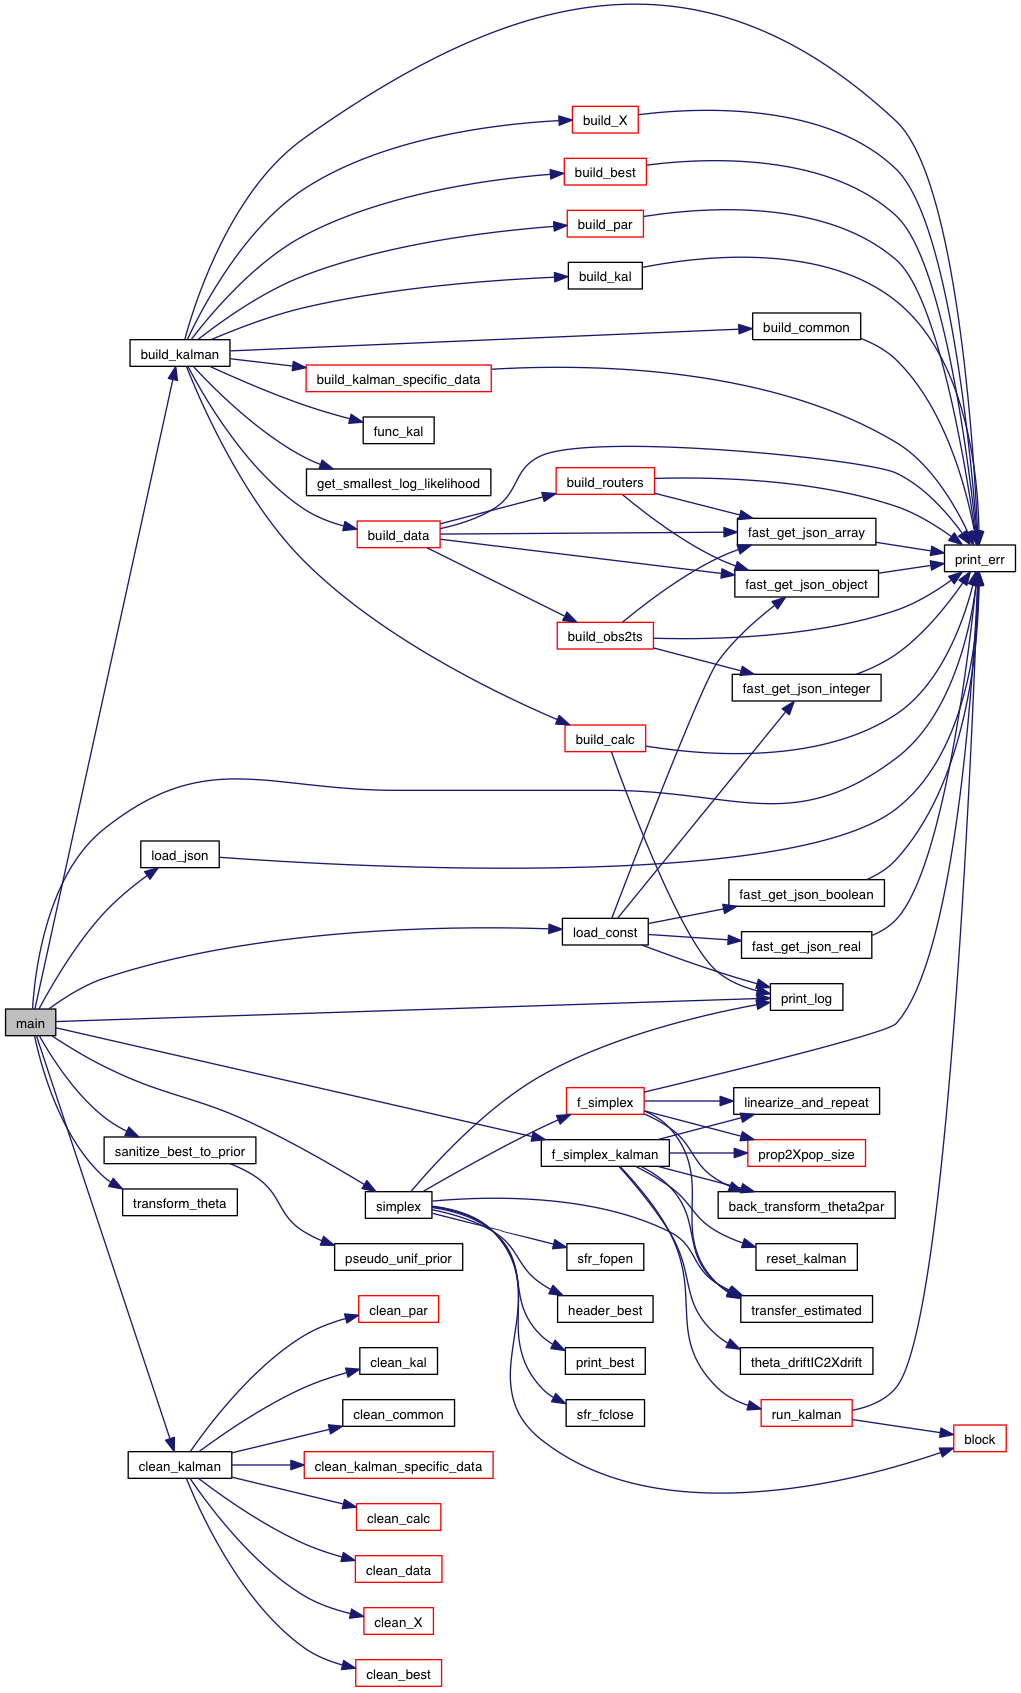 build_X
build_best
build_par
build_kal
build_common
build_kalman
build_kalman_specific_data
func_kal
get_smallest_log_likelihood
build_routers
build_data
fast_get_json_array
print_err
fast_get_json_object
build_obs2ts
fast_get_json_integer
build_calc
load_json
fast_get_json_boolean
load_const
fast_get_json_real
print_log
main
f_simplex
linearize_and_repeat
sanitize_best_to_prior
f_simplex_kalman
prop2Xpop_size
transform_theta
simplex
back_transform_theta2par
pseudo_unif_prior
sfr_fopen
reset_kalman
clean_par
header_best
transfer_estimated
clean_kal
print_best
theta_driftIC2Xdrift
clean_common
sfr_fclose
run_kalman
block
clean_kalman
clean_kalman_specific_data
clean_calc
clean_data
clean_X
clean_best